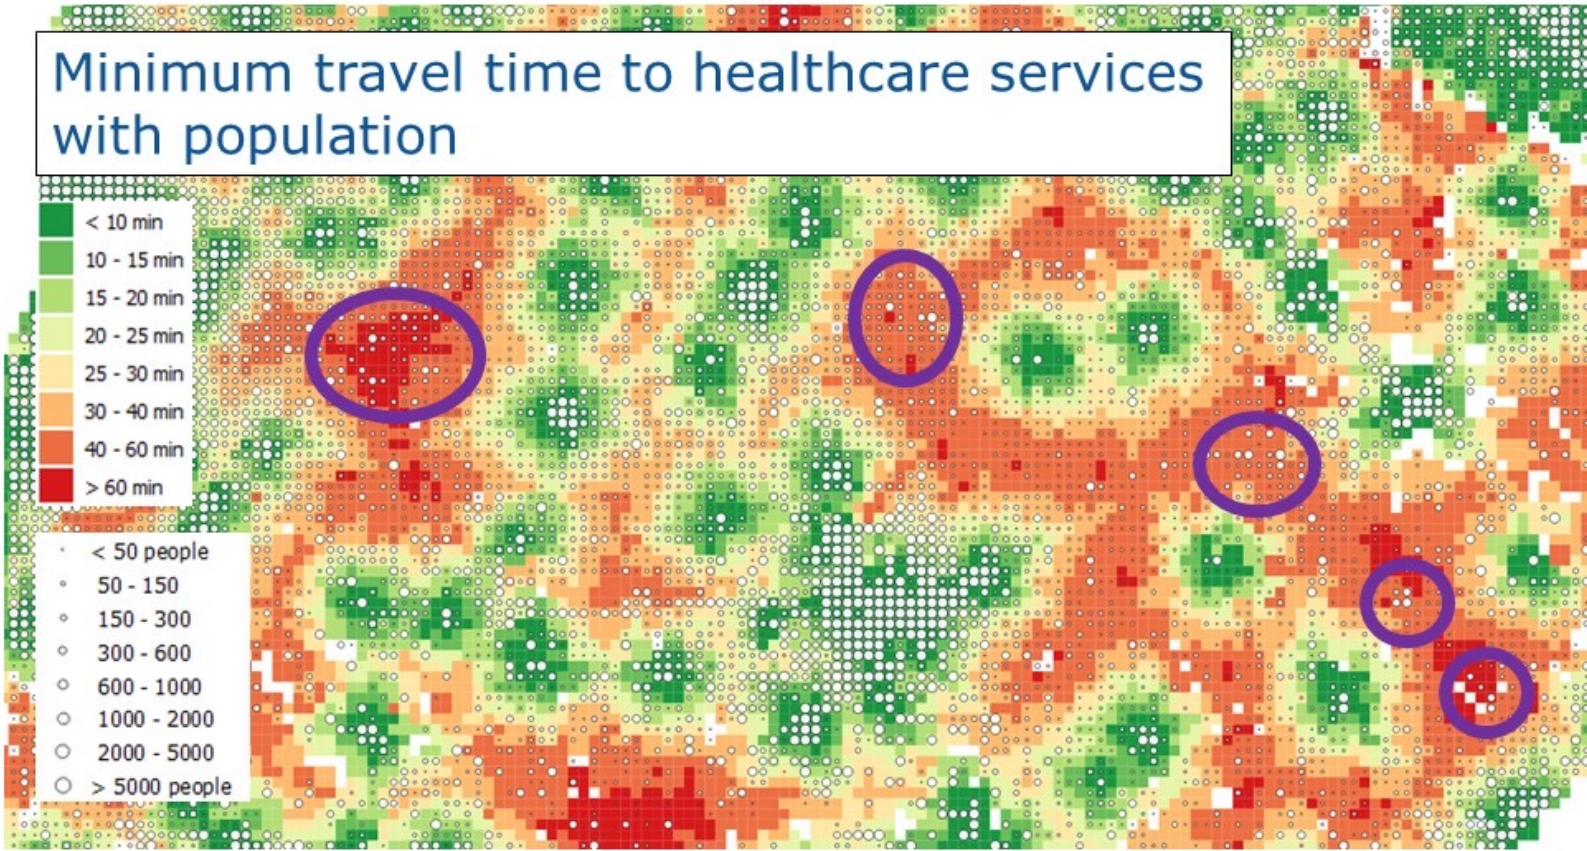 Minimum travel time to healthcare services
with population
< 10 min
10 - 15 min
15 - 20 min
20 - 25 min
25 - 30 min
30 - 40 min
40 - 60 min
> 60 min
< 50 people
50 - 150
150 - 300
300 - 600
600 - 1000
1000 - 2000
2000 - 5000
> 5000 people